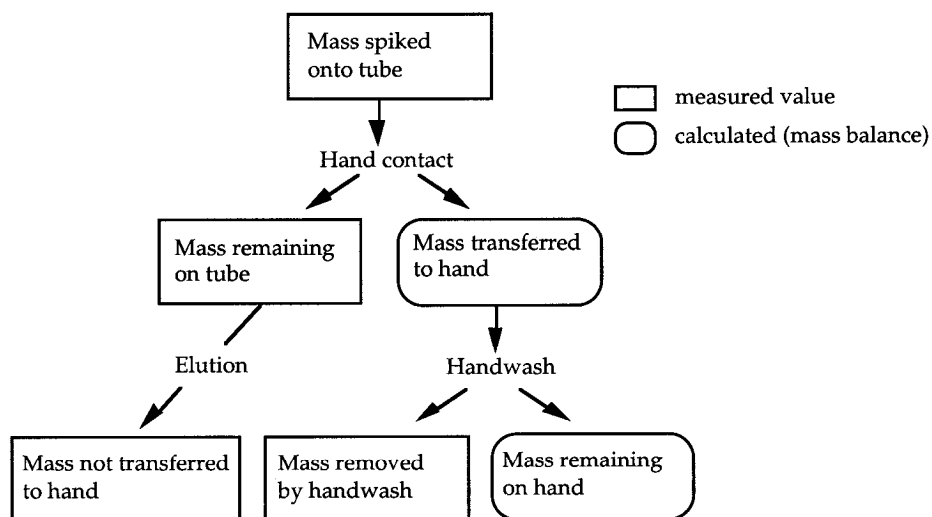 Mass spiked
onto tube
measured value
calculated (mass balance)
Hand contact
Mass remaining
on tube
Mass transferred
to hand
Elution
Handwash
Mass not transferred
to hand
Mass removed
by handwash
Mass remaining
on hand